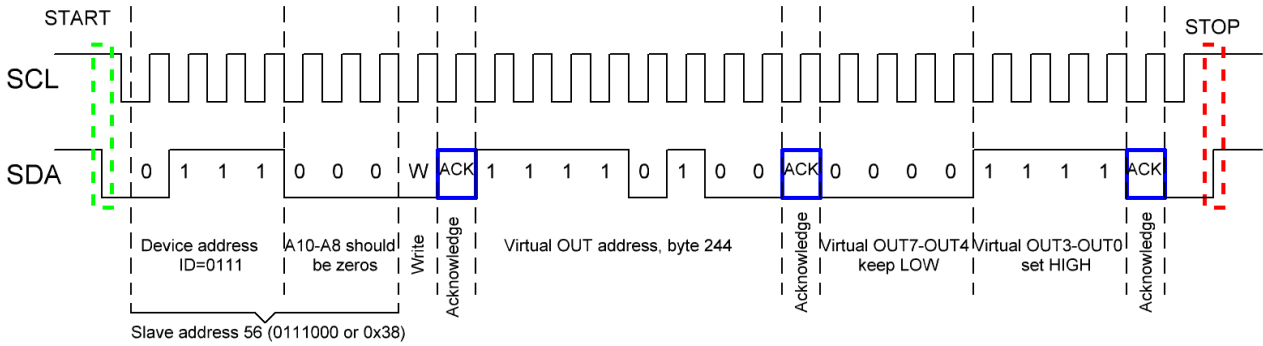 START
STOP
SCL
SDA
0 1 1 1 0 0 0 W ACK 1 1 1 1 0 1 0 0 ACK 0 0 0 0 1 1 1 1 ACK
Device address
ID=0111
A10-A8 should
be zeros
Write
Acknowledge
Virtual OUT address, byte 244
Acknowledge
Virtual OUT7-OUT4
keep LOW
Virtual OUT3-OUT0
set HIGH
Acknowledge
Slave address 56 (0111000 or 0x38)